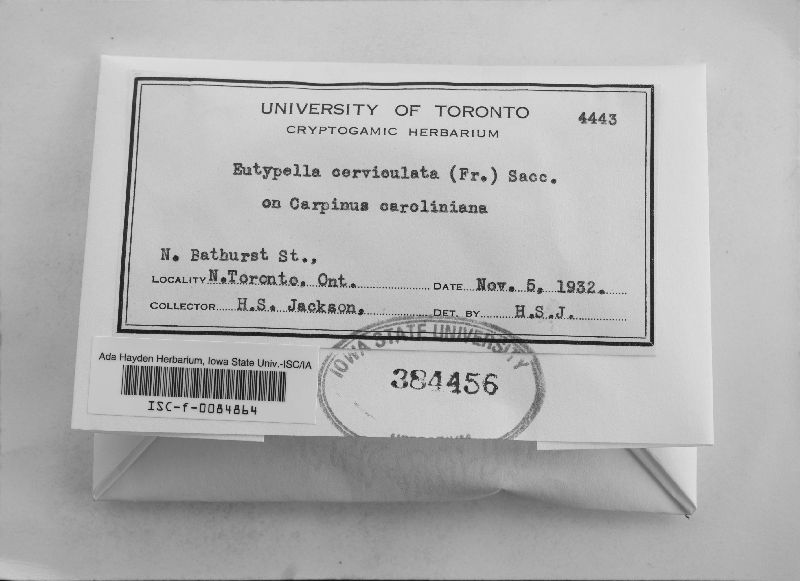 UNIVERSITY OF TORONTO
CRYPTOGAMIC HERBARIUM
4443
Eutypella cerviculata (Fr.) Sacc.
on Carpinus caroliniana
N. Bathurst St.,
LOCALITY N.Toronto. Ont. DATE Nov. 5, 1932.
COLLECTOR H.S. Jackson, DET. BY H.S.J.
Ada Hayden Herbarium, Iowa State Univ.-ISC/IA
ISC-f-0084864
IOWA STATE UNIVERSITY
384456
HERBARIUM